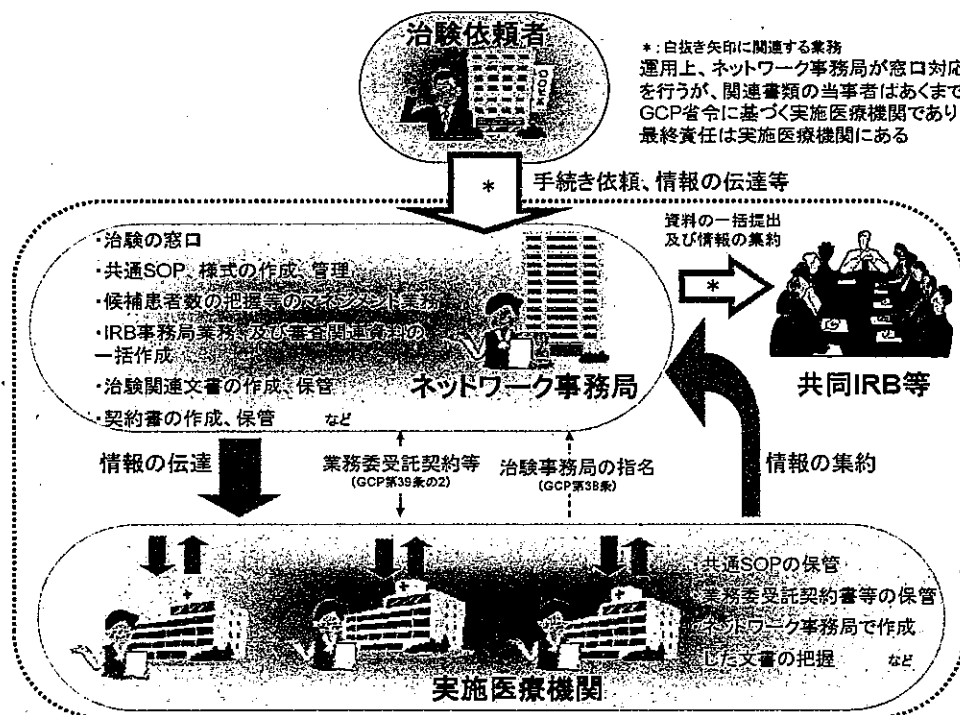 治験依頼者
*:白抜き矢印に関連する業務
運用上、ネットワーク事務局が窓口対応
を行うが、関連書類の当事者はあくまで
GCP省令に基づく実施医療機関であり
最終責任は実施医療機関にある
*
手続き依頼、情報の伝達等
・治験の窓口
・共通SOP、様式の作成、管理
・候補患者数の把握等のマネジメント業務
・IRB事務局業務、及び審査関連資料の
一括作成
・治験関連文書の作成、保管
・契約書の作成、保管 など
ネットワーク事務局
資料の一括提出
及び情報の集約
*
共同IRB等
情報の伝達
業務委受託契約等
(GCP第39条の2)
治験事務局の指名
(GCP第38条)
情報の集約
・共通SOPの保管
・業務委受託契約書等の保管
・ネットワーク事務局で作成
した文書の把握 など
実施医療機関